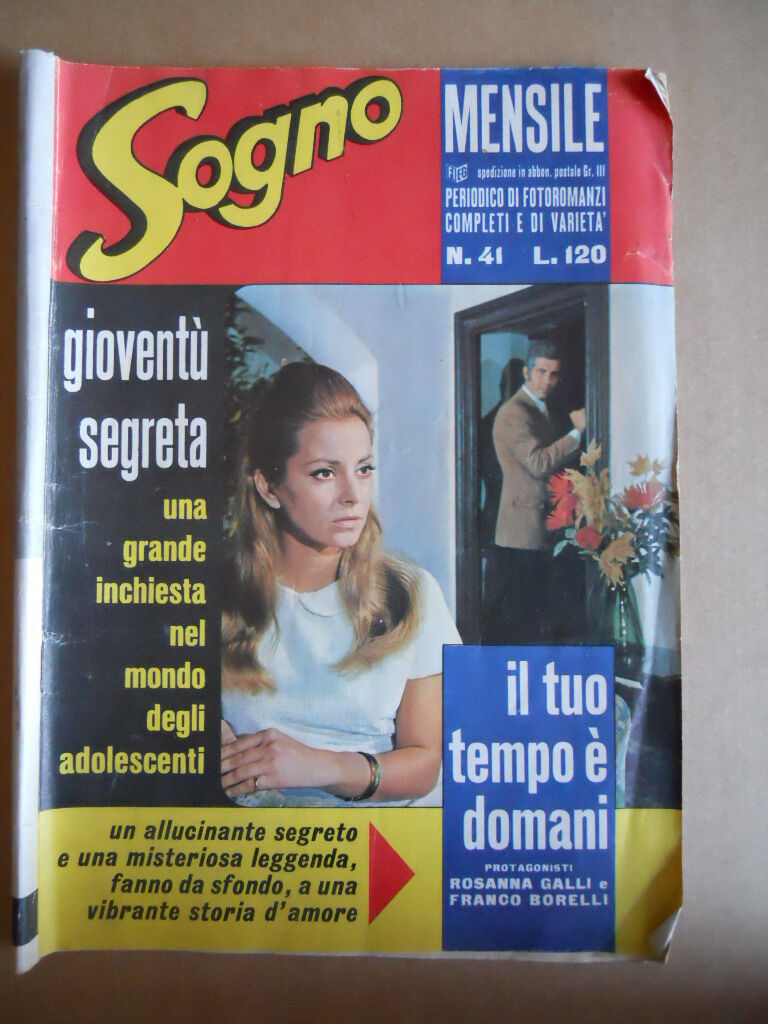 Sogno
MENSILE
FIEG spedizione in abbon. postale Gr. III
PERIODICO DI FOTOROMANZI
COMPLETI E DI VARIETA'
N. 41 L. 120
gioventù
segreta
una
grande
inchiesta
nel
mondo
degli
adolescenti
il tuo
tempo è
domani
PROTAGONISTI
ROSANNA GALLI e
FRANCO BORELLI
un allucinante segreto
e una misteriosa leggenda,
fanno da sfondo, a una
vibrante storia d'amore